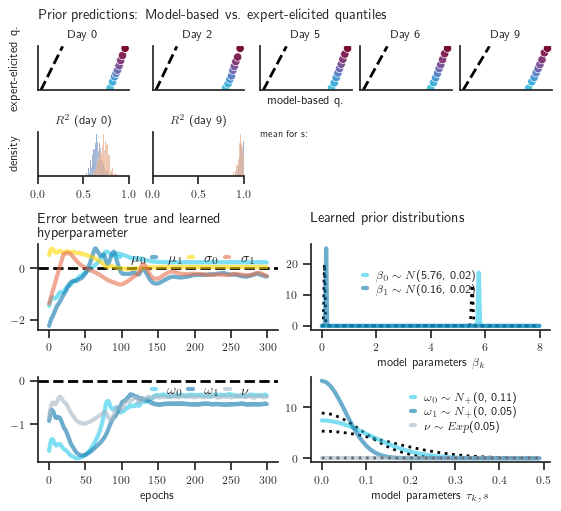 Prior predictions: Model-based vs. expert-elicited quantiles
Day 0 Day 2 Day 5 Day 6 Day 9
expert-elicited q.
model-based q.
R² (day 0) R² (day 9)
mean for s:
density
0.0 0.5 1.0 0.0 0.5 1.0
Error between true and learned
hyperparameter
Learned prior distributions
μ₀ μ₁ σ₀ σ₁
0
−2
0 50 100 150 200 250 300
20
10
0
β₀ ∼ N(5.76, 0.02)
β₁ ∼ N(0.16, 0.02)
0 2 4 6 8
model parameters βₖ
0
−1
ω₀ ω₁ ν
0 50 100 150 200 250 300
epochs
10
0
ω₀ ∼ N₊(0, 0.11)
ω₁ ∼ N₊(0, 0.05)
ν ∼ Exp(0.05)
0.0 0.1 0.2 0.3 0.4 0.5
model parameters τₖ, s